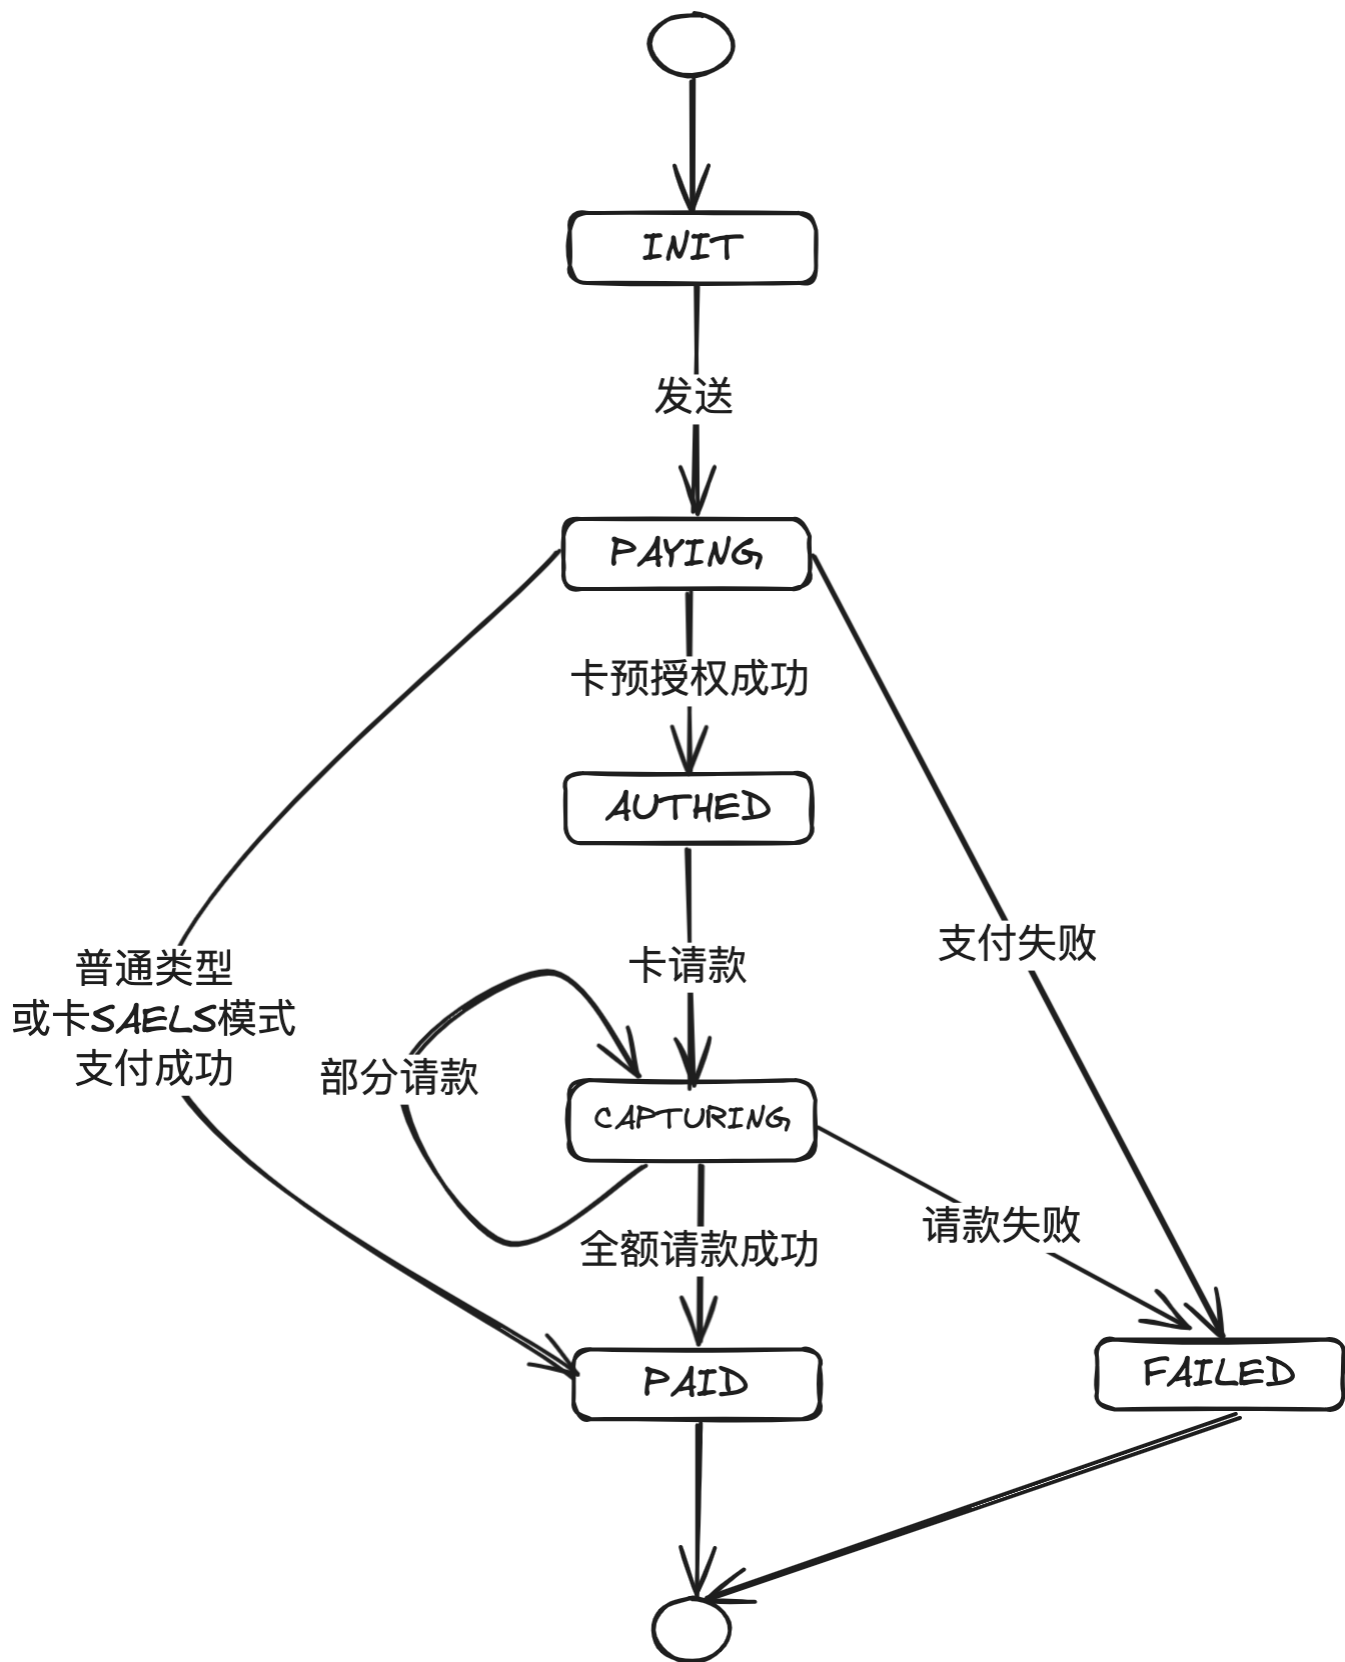 INIT
发送
PAYING
卡预授权成功
AUTHED
支付失败
普通类型
或卡SAELS模式
支付成功
卡请款
部分请款
CAPTURING
请款失败
全额请款成功
PAID
FAILED